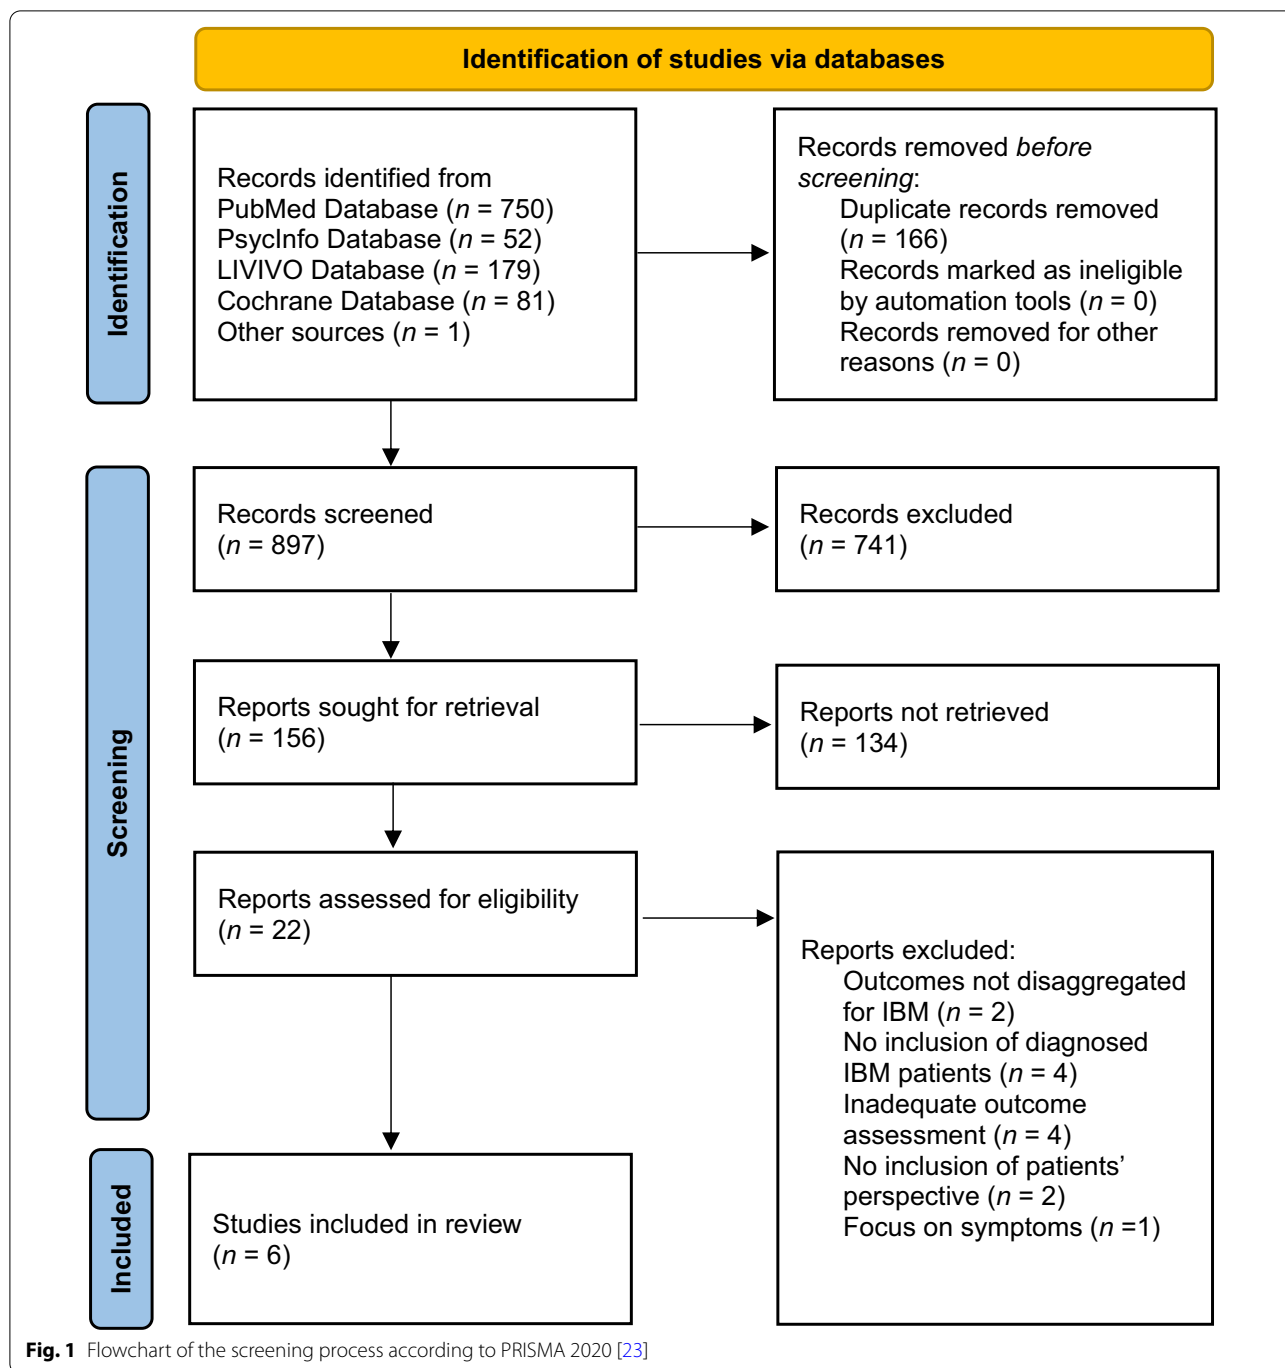 Identification of studies via databases
Identification
Records identified from
PubMed Database (n = 750)
PsycInfo Database (n = 52)
LIVIVO Database (n = 179)
Cochrane Database (n = 81)
Other sources (n = 1)
Records removed before
screening:
Duplicate records removed
(n = 166)
Records marked as ineligible
by automation tools (n = 0)
Records removed for other
reasons (n = 0)
Screening
Records screened
(n = 897)
Records excluded
(n = 741)
Reports sought for retrieval
(n = 156)
Reports not retrieved
(n = 134)
Reports assessed for eligibility
(n = 22)
Reports excluded:
Outcomes not disaggregated
for IBM (n = 2)
No inclusion of diagnosed
IBM patients (n = 4)
Inadequate outcome
assessment (n = 4)
No inclusion of patients’
perspective (n = 2)
Focus on symptoms (n =1)
Included
Studies included in review
(n = 6)
Fig. 1 Flowchart of the screening process according to PRISMA 2020 [23]